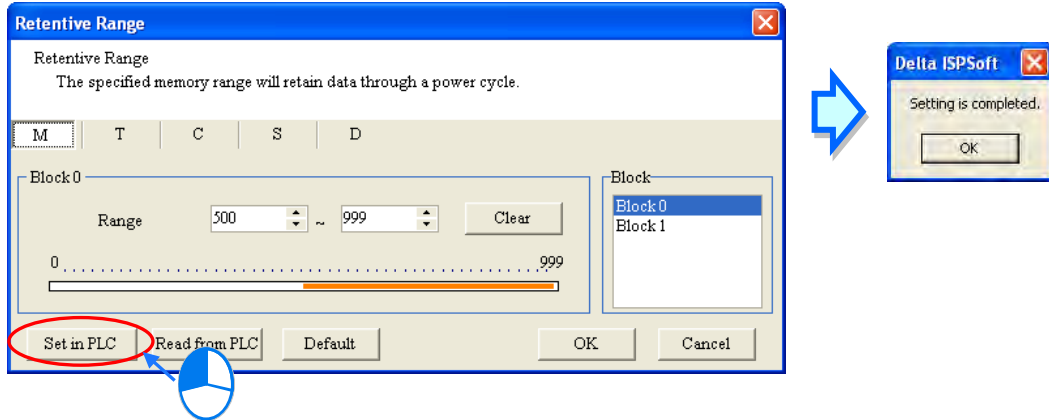 Retentive Range
Retentive Range
The specified memory range will retain data through a power cycle.
M T C S D
Block 0
Range 500 ~ 999 Clear
0 999
Block
Block 0
Block 1
Set in PLC Read from PLC Default OK Cancel
Delta ISPSoft
Setting is completed.
OK